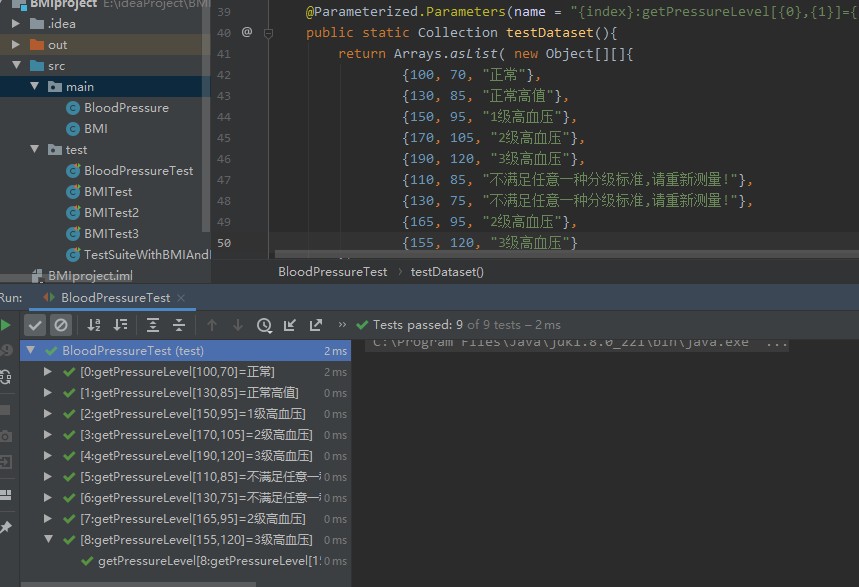 BMIproject E:\ideaProject\BMI
.idea
out
src
main
BloodPressure
BMI
test
BloodPressureTest
BMITest
BMITest2
BMITest3
TestSuiteWithBMIAndI
BMIproject.iml
39 @Parameterized.Parameters(name = "{index}:getPressureLevel[{0},{1}]={
40 @ public static Collection testDataset(){
41 return Arrays.asList( new Object[][]{
42 {100, 70, "正常"},
43 {130, 85, "正常高值"},
44 {150, 95, "1级高血压"},
45 {170, 105, "2级高血压"},
46 {190, 120, "3级高血压"},
47 {110, 85, "不满足任意一种分级标准,请重新测量!"},
48 {130, 75, "不满足任意一种分级标准,请重新测量!"},
49 {165, 95, "2级高血压"},
50 {155, 120, "3级高血压"}
BloodPressureTest › testDataset()
Run: BloodPressureTest ×
» Tests passed: 9 of 9 tests – 2 ms
BloodPressureTest (test) 2 ms
[0:getPressureLevel[100,70]=正常] 2 ms
[1:getPressureLevel[130,85]=正常高值] 0 ms
[2:getPressureLevel[150,95]=1级高血压] 0 ms
[3:getPressureLevel[170,105]=2级高血压] 0 ms
[4:getPressureLevel[190,120]=3级高血压] 0 ms
[5:getPressureLevel[110,85]=不满足任意一 0 ms
[6:getPressureLevel[130,75]=不满足任意一 0 ms
[7:getPressureLevel[165,95]=2级高血压] 0 ms
[8:getPressureLevel[155,120]=3级高血压] 0 ms
getPressureLevel[8:getPressureLevel[1 0 ms
C:\Program Files\Java\jdk1.8.0_221\bin\java.exe ...